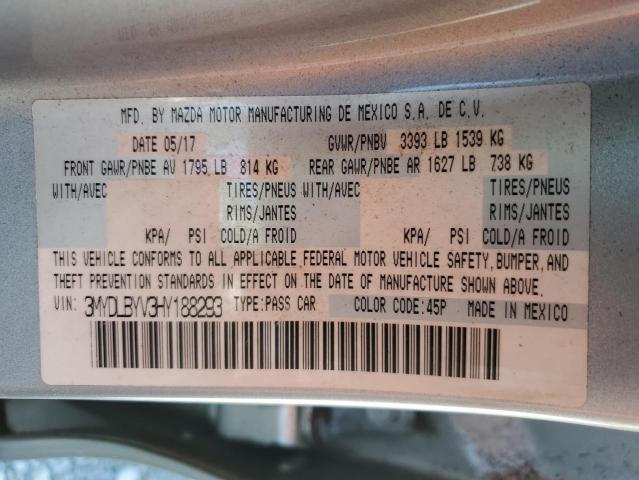 MFD. BY MAZDA MOTOR MANUFACTURING DE MEXICO S.A. DE C.V.
DATE 05/17 GVWR/PNBV 3393 LB 1539 KG
FRONT GAWR/PNBE AV 1795 LB 814 KG REAR GAWR/PNBE AR 1627 LB 738 KG
WITH/AVEC TIRES/PNEUS WITH/AVEC TIRES/PNEUS
RIMS/JANTES RIMS/JANTES
KPA/ PSI COLD/A FROID KPA/ PSI COLD/A FROID
THIS VEHICLE CONFORMS TO ALL APPLICABLE FEDERAL MOTOR VEHICLE SAFETY, BUMPER, AND
THEFT PREVENTION STANDARDS IN EFFECT ON THE DATE OF MANUFACTURE SHOWN ABOVE.
VIN: 3MYDLBYV3HY188293 TYPE:PASS CAR COLOR CODE:45P MADE IN MEXICO